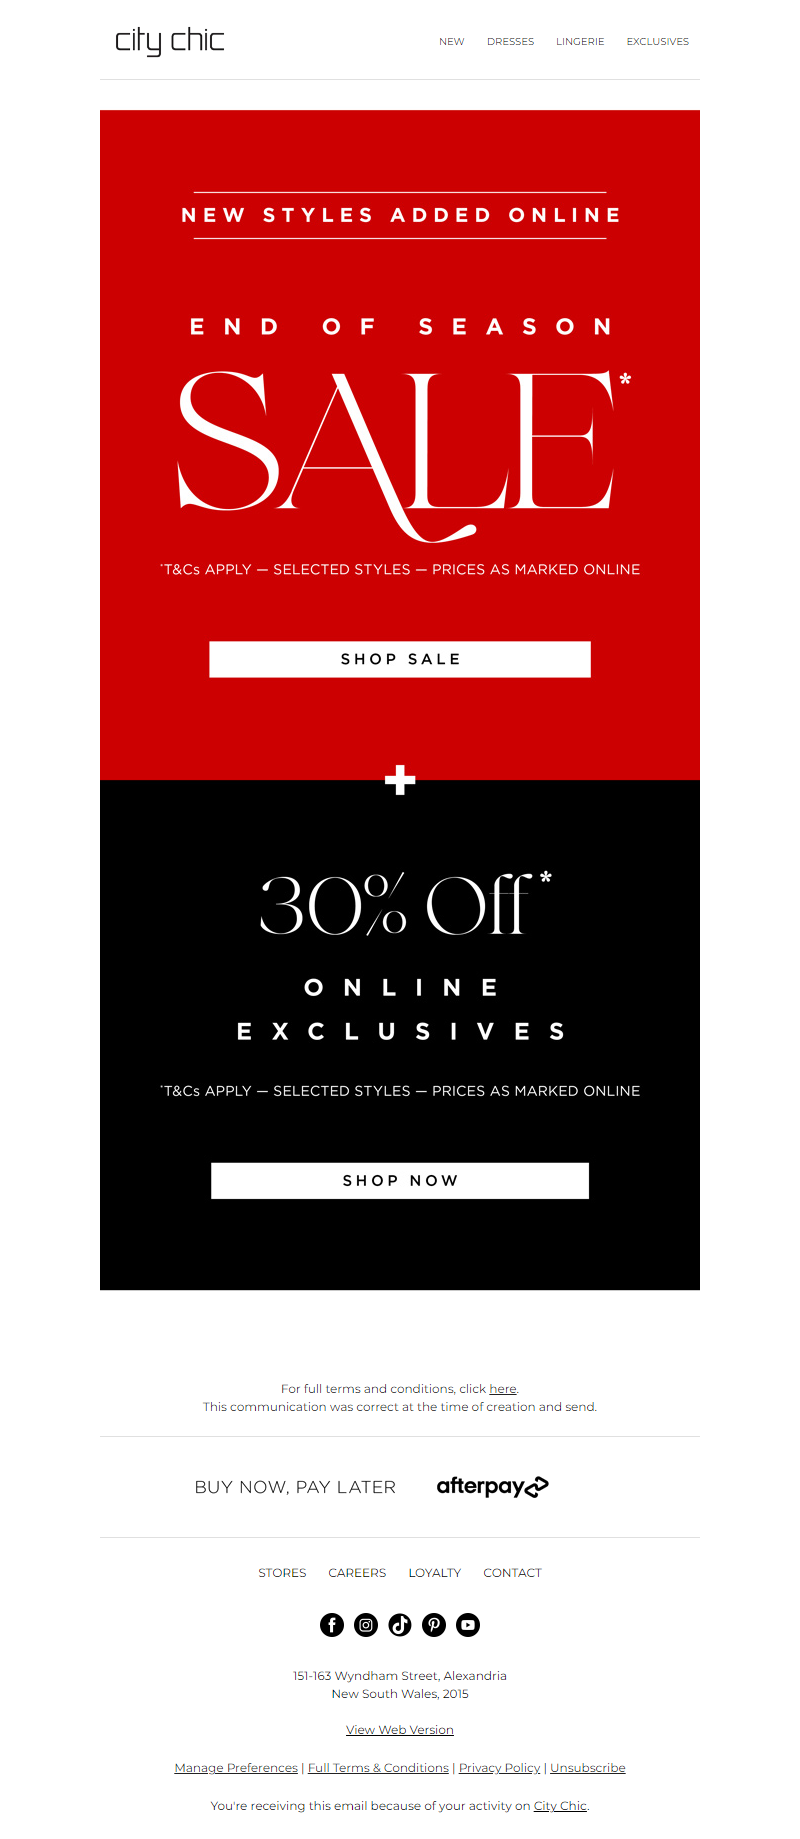 city chic
NEW DRESSES LINGERIE EXCLUSIVES
NEW STYLES ADDED ONLINE
END OF SEASON
SALE*
*T&Cs APPLY — SELECTED STYLES — PRICES AS MARKED ONLINE
SHOP SALE
+
30% Off*
ONLINE
EXCLUSIVES
*T&Cs APPLY — SELECTED STYLES — PRICES AS MARKED ONLINE
SHOP NOW
For full terms and conditions, click here.
This communication was correct at the time of creation and send.
BUY NOW, PAY LATER afterpay
STORES CAREERS LOYALTY CONTACT
151-163 Wyndham Street, Alexandria
New South Wales, 2015
View Web Version
Manage Preferences | Full Terms & Conditions | Privacy Policy | Unsubscribe
You're receiving this email because of your activity on City Chic.